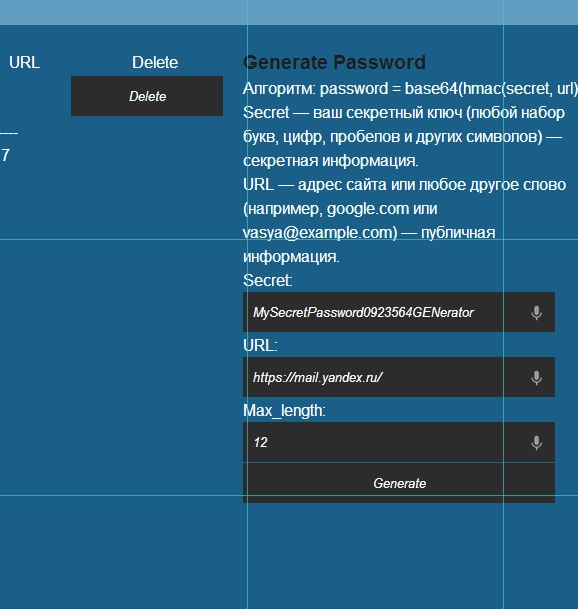 URL
Delete
Delete
----
7
Generate Password
Алгоритм: password = base64(hmac(secret, url)
Secret — ваш секретный ключ (любой набор
букв, цифр, пробелов и других символов) —
секретная информация.
URL — адрес сайта или любое другое слово
(например, google.com или
vasya@example.com) — публичная
информация.
Secret:
MySecretPassword0923564GENerator
URL:
https://mail.yandex.ru/
Max_length:
12
Generate